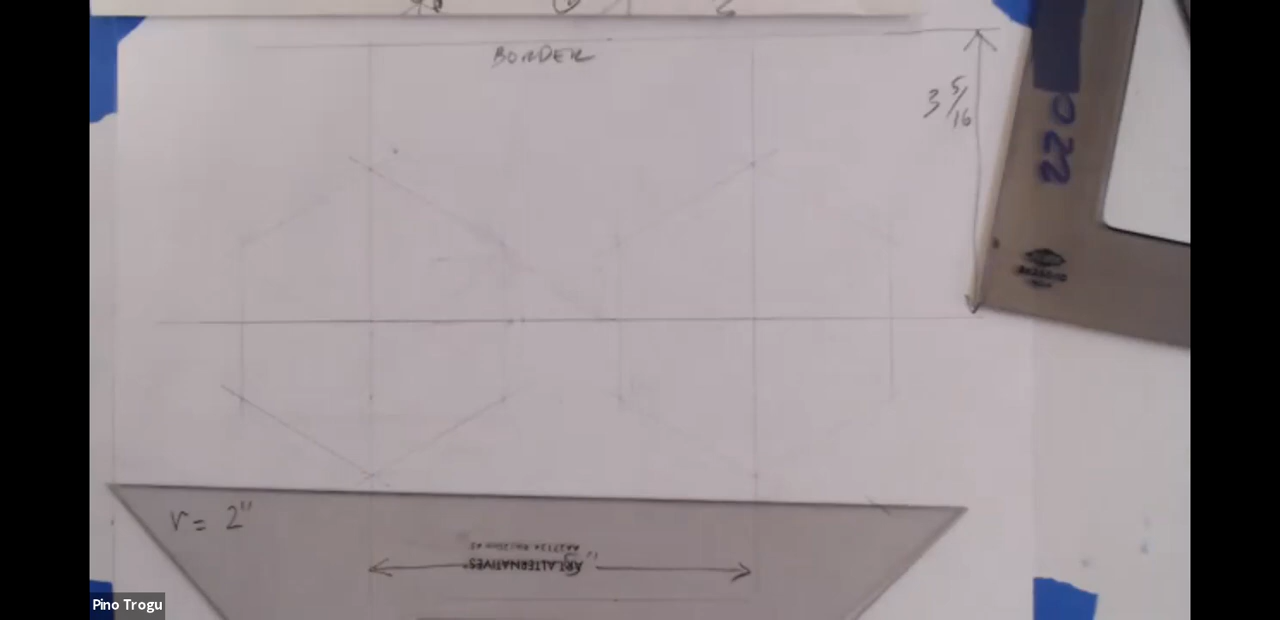 BORDER
3 5/16
220
r = 2"
ART ALTERNATIVES
Pino Trogu